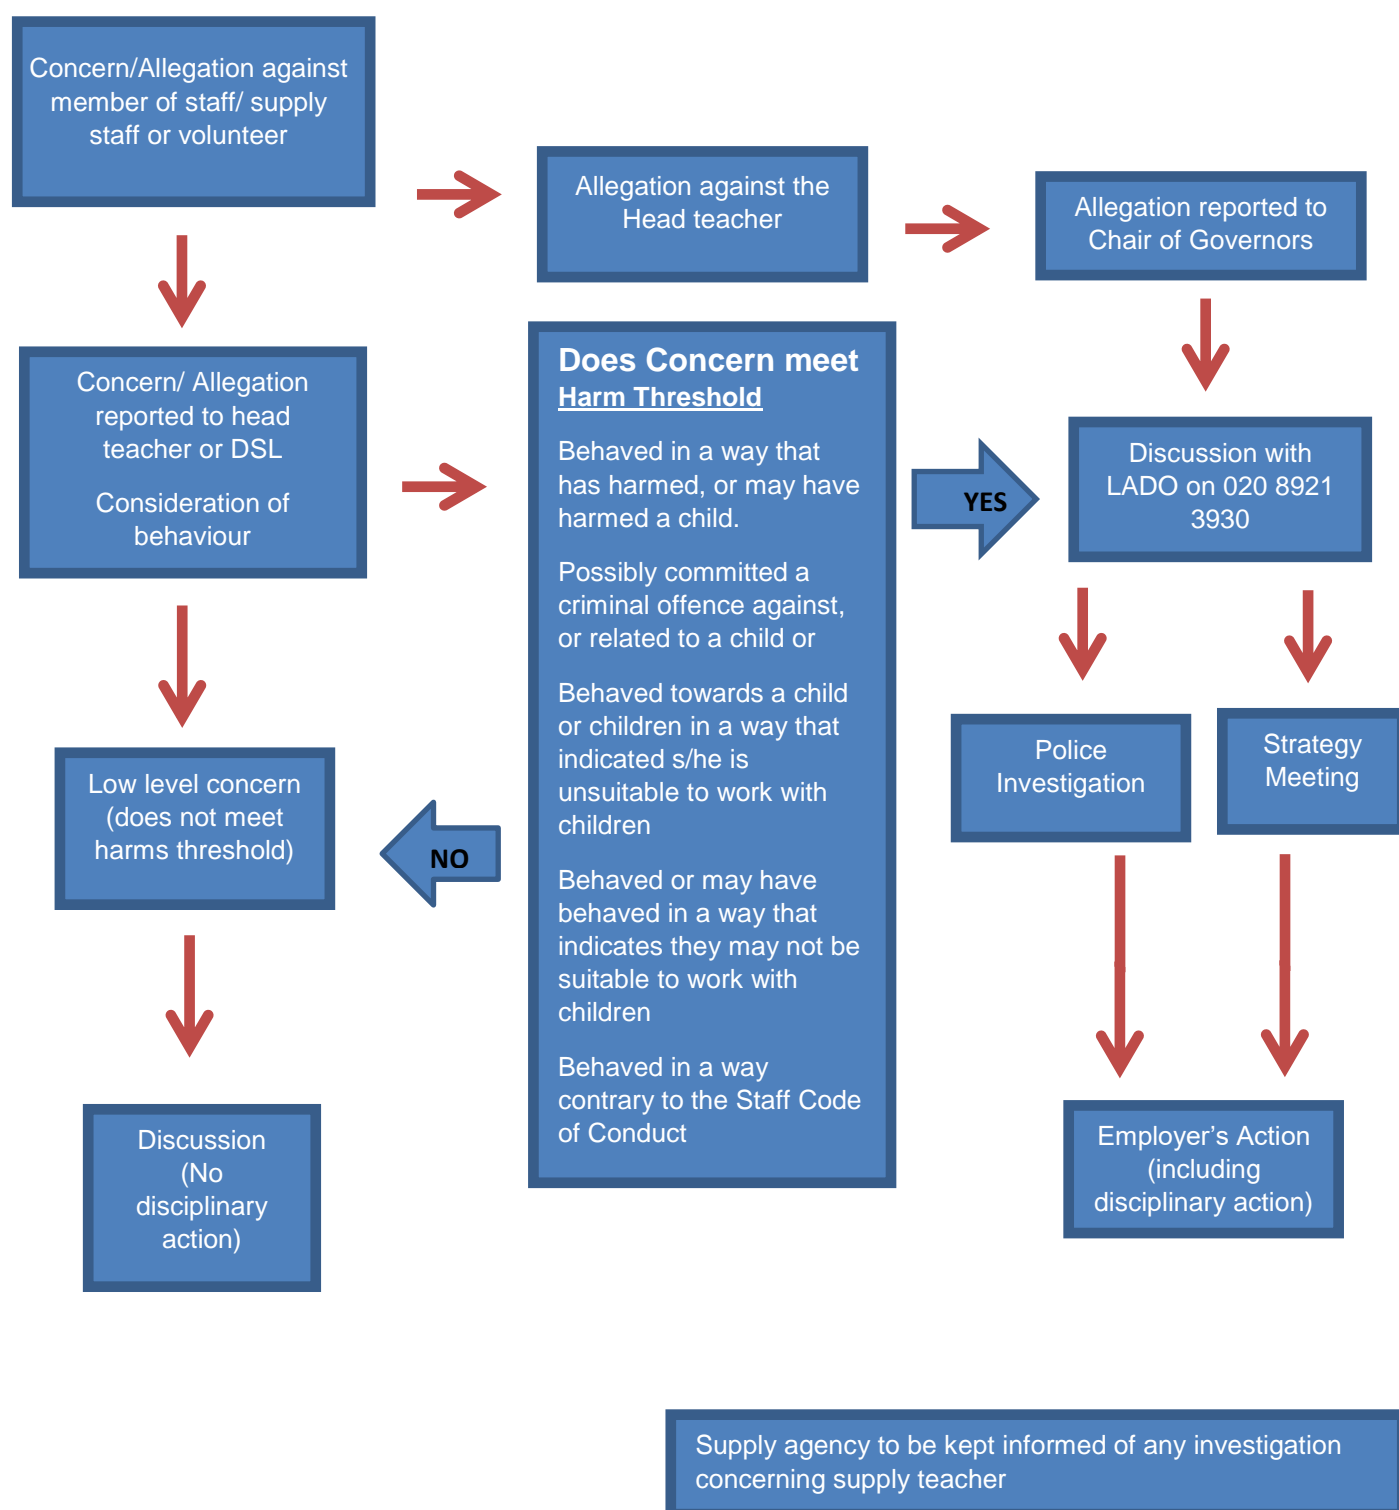 Concern/Allegation against
member of staff/ supply
staff or volunteer
Allegation against the
Head teacher
Allegation reported to
Chair of Governors
Concern/ Allegation
reported to head
teacher or DSL
Consideration of
behaviour
Does Concern meet
Harm Threshold
Behaved in a way that
has harmed, or may have
harmed a child.
Possibly committed a
criminal offence against,
or related to a child or
Behaved towards a child
or children in a way that
indicated s/he is
unsuitable to work with
children
Behaved or may have
behaved in a way that
indicates they may not be
suitable to work with
children
Behaved in a way
contrary to the Staff Code
of Conduct
YES
Discussion with
LADO on 020 8921
3930
Police
Investigation
Strategy
Meeting
NO
Low level concern
(does not meet
harms threshold)
Discussion
(No
disciplinary
action)
Employer’s Action
(including
disciplinary action)
Supply agency to be kept informed of any investigation
concerning supply teacher